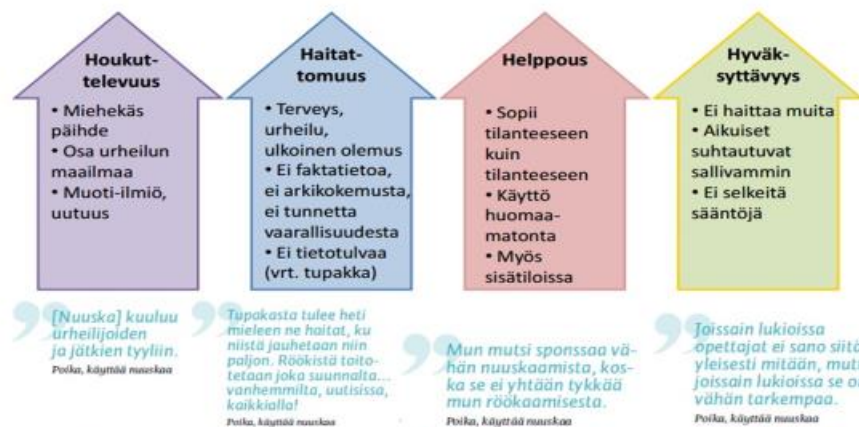 Houkut-
televuus
• Miehekäs
päihde
• Osa urheilun
maailmaa
• Muoti-ilmiö,
uutuus
Haitat-
tomuus
• Terveys,
urheilu,
ulkoinen olemus
• Ei faktatietoa,
ei arkikokemusta,
ei tunnetta
vaarallisuudesta
• Ei tietotulvaa
(vrt. tupakka)
Helppous
• Sopii
tilanteeseen
kuin
tilanteeseen
• Käyttö
huomaa-
matonta
• Myös
sisätiloissa
Hyväk-
syttävyys
• Ei haittaa muita
• Aikuiset
suhtautuvat
sallivammin
• Ei selkeitä
sääntöjä
[Nuuska] kuuluu
urheilijoiden
ja jätkien tyyliin.
Poika, käyttää nuuskaa
Tupakasta tulee heti
mieleen ne haitat, ku
niistä jauhetaan niin
paljon. Röökistä toito-
tetaan joka suunnalta...
vanhemmilta, uutisissa,
kaikkialla!
Poika, käyttää nuuskaa
Mun mutsi sponssaa vä-
hän nuuskaamista, kos-
ka se ei yhtään tykkää
mun röökaamisesta.
Poika, käyttää nuuskaa
Joissain lukioissa
opettajat ei sano siitä
yleisesti mitään, mut
joissain lukioissa se o
vähän tarkempaa.
Poika, käyttää nuuskaa